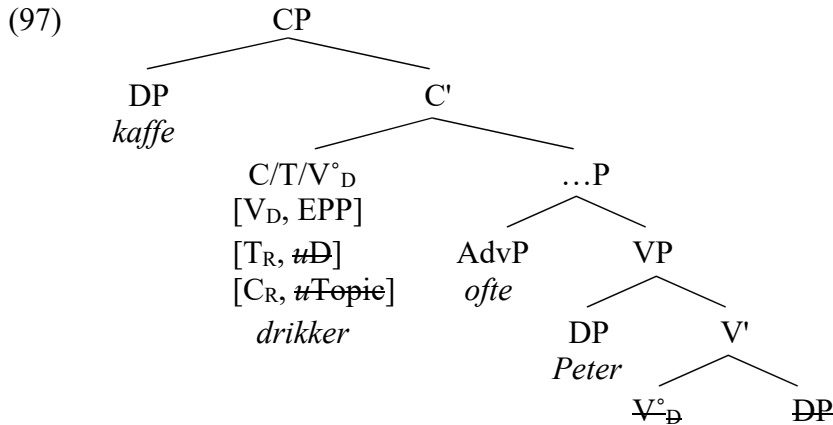 (97) CP
DP C'
kaffe
C/T/V°D …P
[VD, EPP]
[TR, uD] AdvP VP
[CR, uTopic] ofte
drikker DP V'
Peter
V°D DP